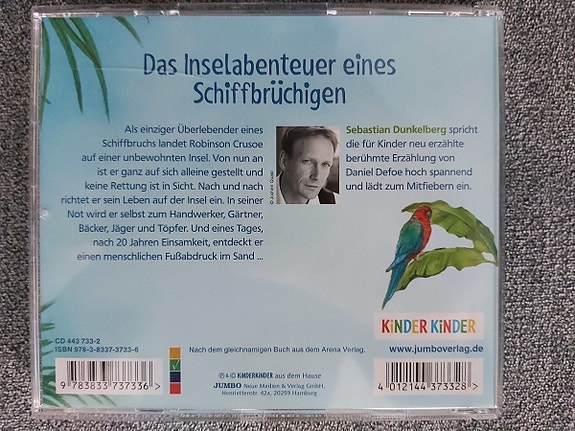 Das Inselabenteuer eines
Schiffbrüchigen
Als einziger Überlebender eines
Schiffbruchs landet Robinson Crusoe
auf einer unbewohnten Insel. Von nun an
ist er ganz auf sich alleine gestellt und
keine Rettung ist in Sicht. Nach und nach
richtet er sein Leben auf der Insel ein. In seiner
Not wird er selbst zum Handwerker, Gärtner,
Bäcker, Jäger und Töpfer. Und eines Tages,
nach 20 Jahren Einsamkeit, entdeckt er
einen menschlichen Fußabdruck im Sand ...
Sebastian Dunkelberg spricht
die für Kinder neu erzählte
berühmte Erzählung von
Daniel Defoe hoch spannend
und lädt zum Mitfiebern ein.
KiNDER KiNDER
www.jumboverlag.de
CD 443 733-2
ISBN 978-3-8337-3733-6
9 783833 737336 >
Nach dem gleichnamigen Buch aus dem Arena Verlag.
℗ & © KINDERKINDER aus dem Hause
JUMBO Neue Medien & Verlag GmbH,
Henriettenstr. 42a, 20259 Hamburg
4 012144 373328 >